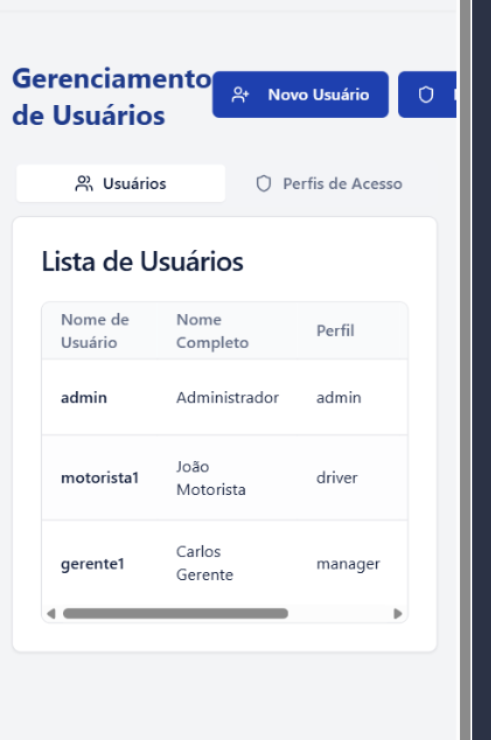 Gerenciamento
de Usuários
Novo Usuário
Usuários
Perfis de Acesso
Lista de Usuários
Nome de
Usuário
Nome
Completo
Perfil
admin
Administrador
admin
motorista1
João
Motorista
driver
gerente1
Carlos
Gerente
manager